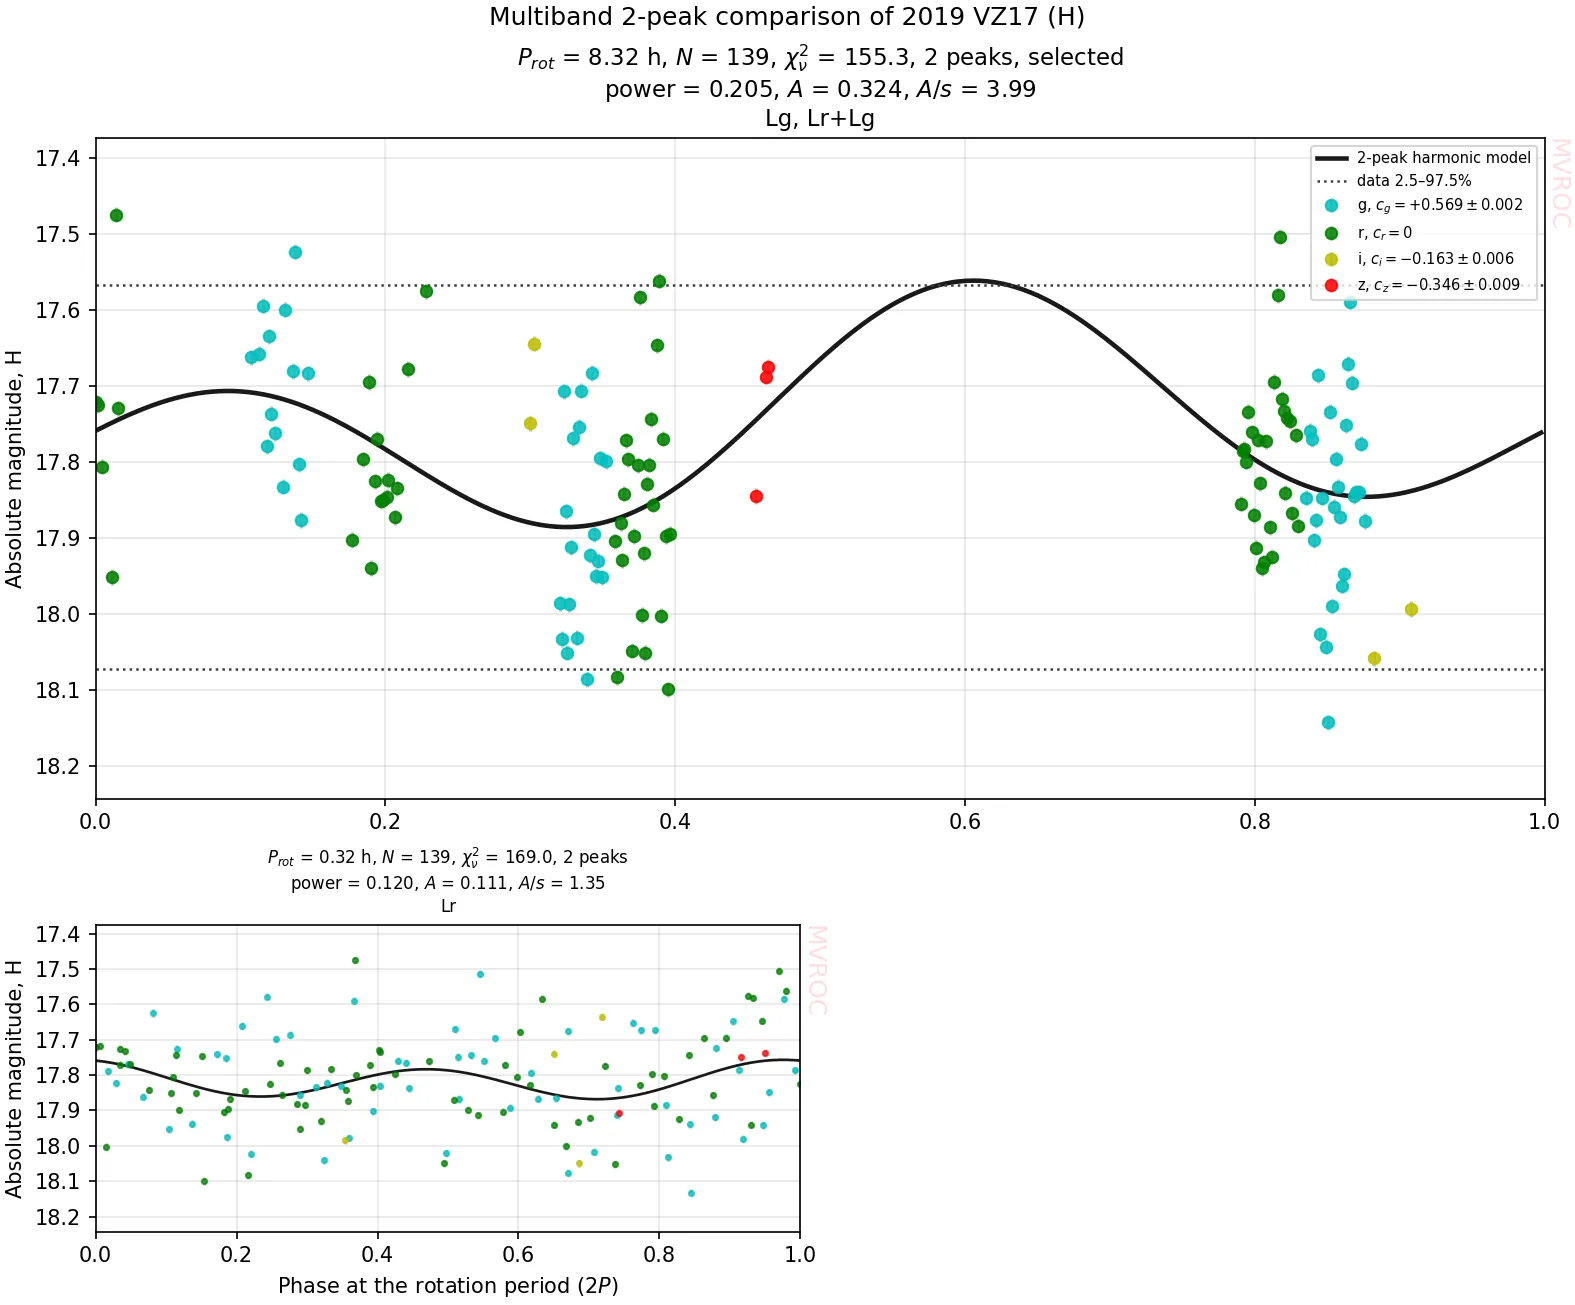 Multiband 2-peak comparison of 2019 VZ17 (H)
P_rot = 8.32 h, N = 139, χ²_ν = 155.3, 2 peaks, selected
power = 0.205, A = 0.324, A/s = 3.99
Lg, Lr+Lg
2-peak harmonic model
data 2.5–97.5%
g, c_g = +0.569 ± 0.002
r, c_r = 0
i, c_i = −0.163 ± 0.006
z, c_z = −0.346 ± 0.009
MVROC
Absolute magnitude, H
17.4
17.5
17.6
17.7
17.8
17.9
18.0
18.1
18.2
0.0 0.2 0.4 0.6 0.8 1.0
P_rot = 0.32 h, N = 139, χ²_ν = 169.0, 2 peaks
power = 0.120, A = 0.111, A/s = 1.35
Lr
MVROC
Absolute magnitude, H
17.4
17.5
17.6
17.7
17.8
17.9
18.0
18.1
18.2
0.0 0.2 0.4 0.6 0.8 1.0
Phase at the rotation period (2P)